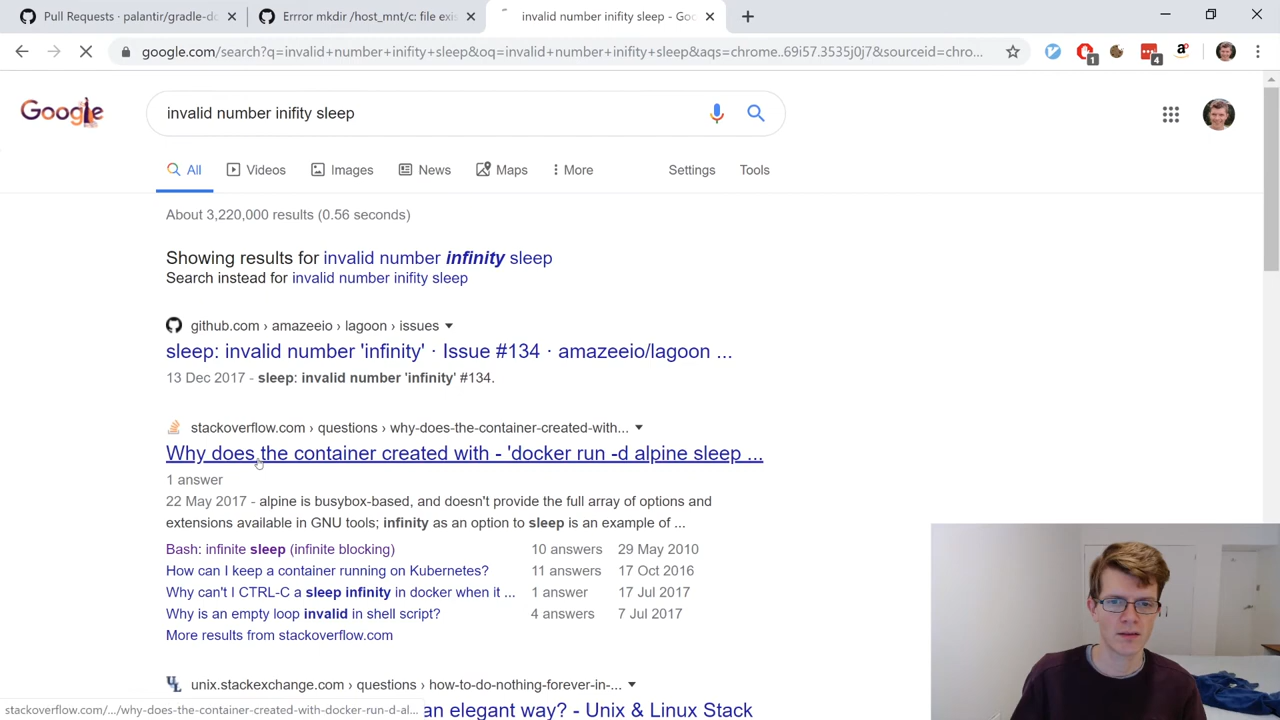 Pull Requests · palantir/gradle-do
Errror mkdir /host_mnt/c: file exis
invalid number inifity sleep - Goo
google.com/search?q=invalid+number+inifity+sleep&oq=invalid+number+inifity+sleep&aqs=chrome..69i57.3535j0j7&sourceid=chro...
1
4
a
Google
invalid number inifity sleep
All
Videos
Images
News
Maps
More
Settings
Tools
About 3,220,000 results (0.56 seconds)
Showing results for invalid number infinity sleep
Search instead for invalid number inifity sleep
github.com › amazeeio › lagoon › issues
sleep: invalid number 'infinity' · Issue #134 · amazeeio/lagoon ...
13 Dec 2017 - sleep: invalid number 'infinity' #134.
stackoverflow.com › questions › why-does-the-container-created-with...
Why does the container created with - 'docker run -d alpine sleep ...
1 answer
22 May 2017 - alpine is busybox-based, and doesn't provide the full array of options and
extensions available in GNU tools; infinity as an option to sleep is an example of ...
Bash: infinite sleep (infinite blocking) 10 answers 29 May 2010
How can I keep a container running on Kubernetes? 11 answers 17 Oct 2016
Why can't I CTRL-C a sleep infinity in docker when it ... 1 answer 17 Jul 2017
Why is an empty loop invalid in shell script? 4 answers 7 Jul 2017
More results from stackoverflow.com
unix.stackexchange.com › questions › how-to-do-nothing-forever-in-...
an elegant way? - Unix & Linux Stack
stackoverflow.com/.../why-does-the-container-created-with-docker-run-d-al...